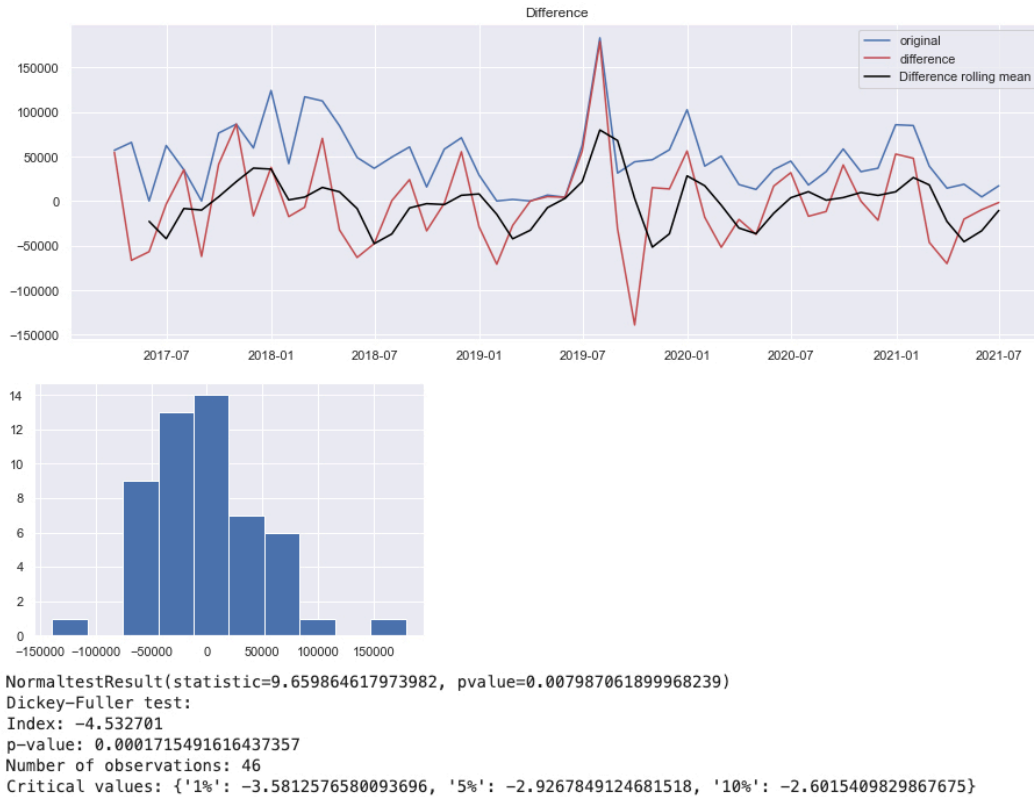 Difference
original
difference
Difference rolling mean
150000
100000
50000
0
−50000
−100000
−150000
2017-07 2018-01 2018-07 2019-01 2019-07 2020-01 2020-07 2021-01 2021-07
14
12
10
8
6
4
2
0
−150000 −100000 −50000 0 50000 100000 150000
NormaltestResult(statistic=9.659864617973982, pvalue=0.007987061899968239)
Dickey-Fuller test:
Index: -4.532701
p-value: 0.0001715491616437357
Number of observations: 46
Critical values: {'1%': -3.5812576580093696, '5%': -2.9267849124681518, '10%': -2.6015409829867675}